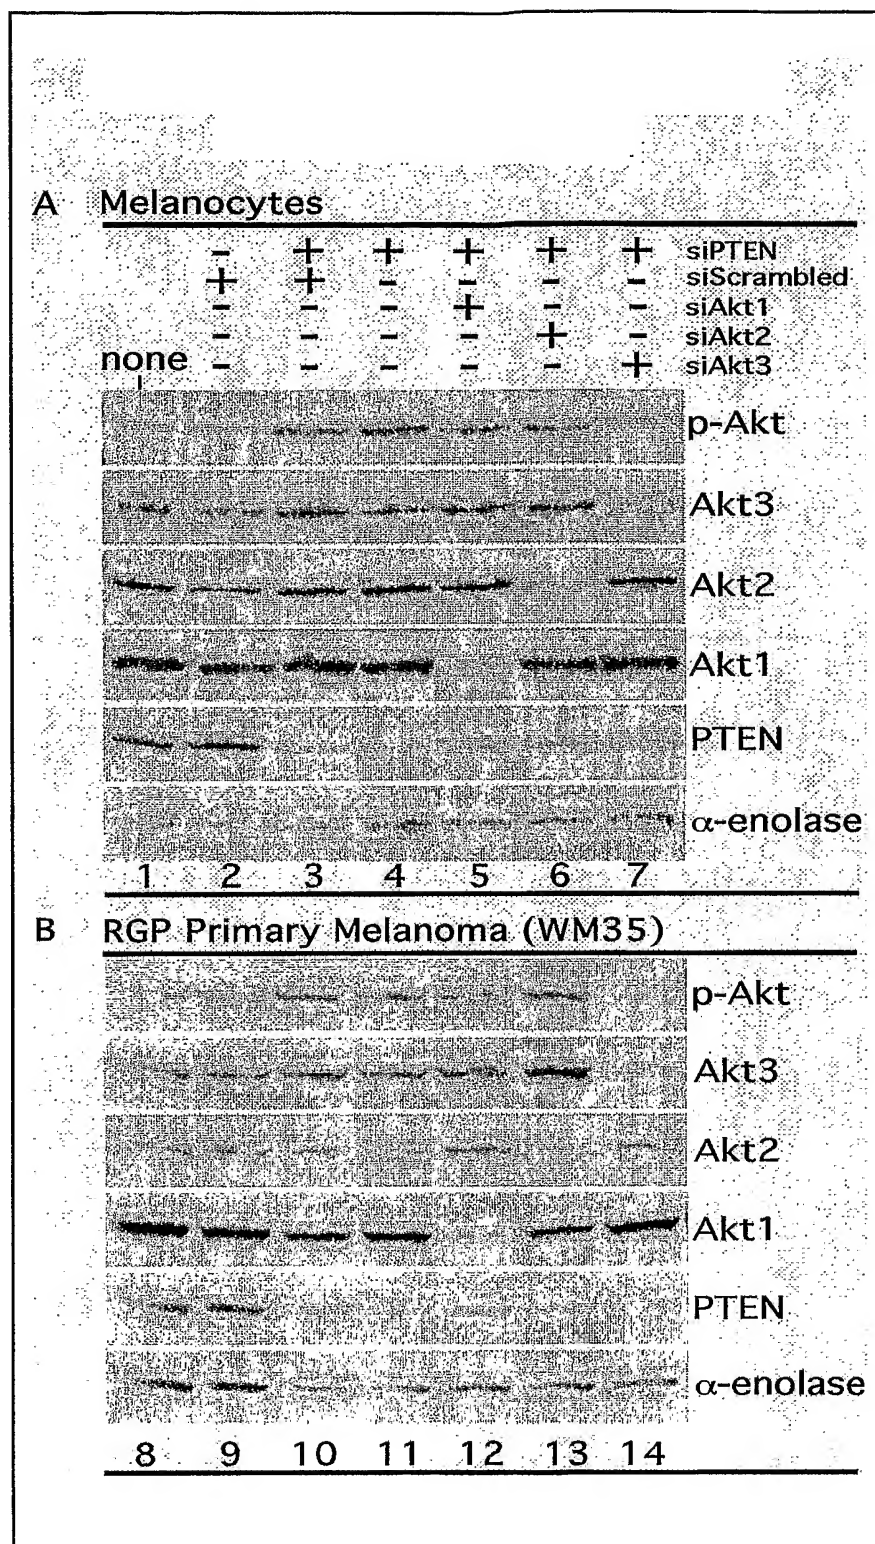 A Melanocytes
- + + + + + siPTEN
+ + - - - - siScrambled
- - - + - - siAkt1
- - - - + - siAkt2
none - - - - - + siAkt3
p-Akt
Akt3
Akt2
Akt1
PTEN
α-enolase
1 2 3 4 5 6 7
B RGP Primary Melanoma (WM35)
p-Akt
Akt3
Akt2
Akt1
PTEN
α-enolase
8 9 10 11 12 13 14